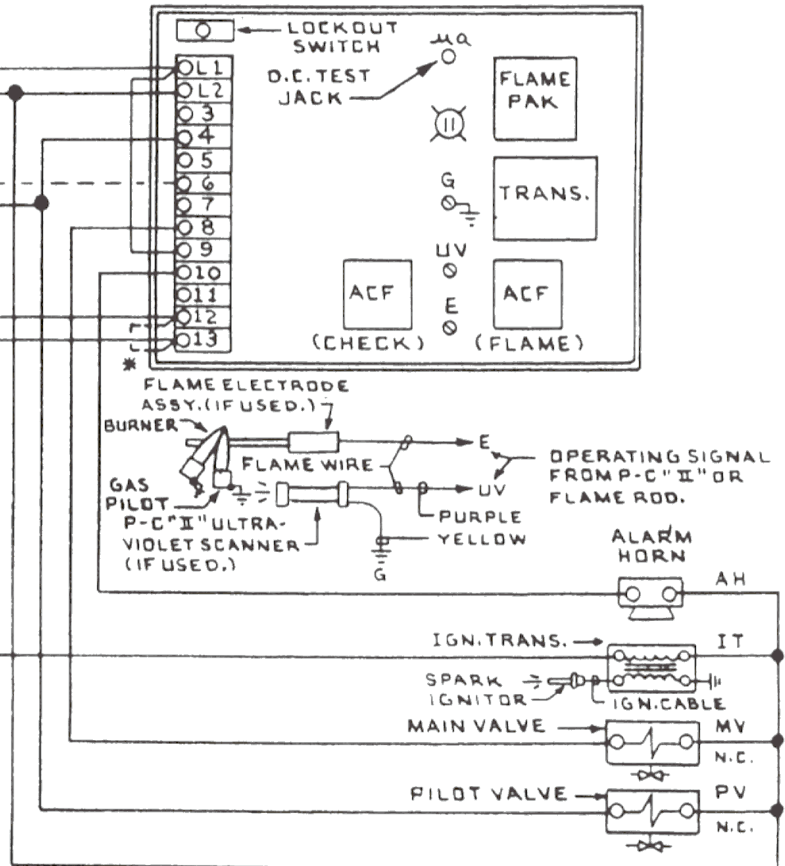 LOCKOUT
SWITCH
D.C. TEST
JACK
µa
FLAME
PAK
TRANS.
G
UV
E
ACF
(CHECK)
ACF
(FLAME)
L1
L2
3
4
5
6
7
8
9
10
11
12
13
*
FLAME ELECTRODE
ASSY.(IF USED.)
BURNER
FLAME WIRE
E
UV
OPERATING SIGNAL
FROM P-C"II"OR
FLAME ROD.
GAS
PILOT
P-C"II"ULTRA-
VIOLET SCANNER
(IF USED.)
PURPLE
YELLOW
G
ALARM
HORN
AH
IGN.TRANS.
IT
SPARK
IGNITOR
IGN.CABLE
MAIN VALVE
MV
N.C.
PILOT VALVE
PV
N.C.